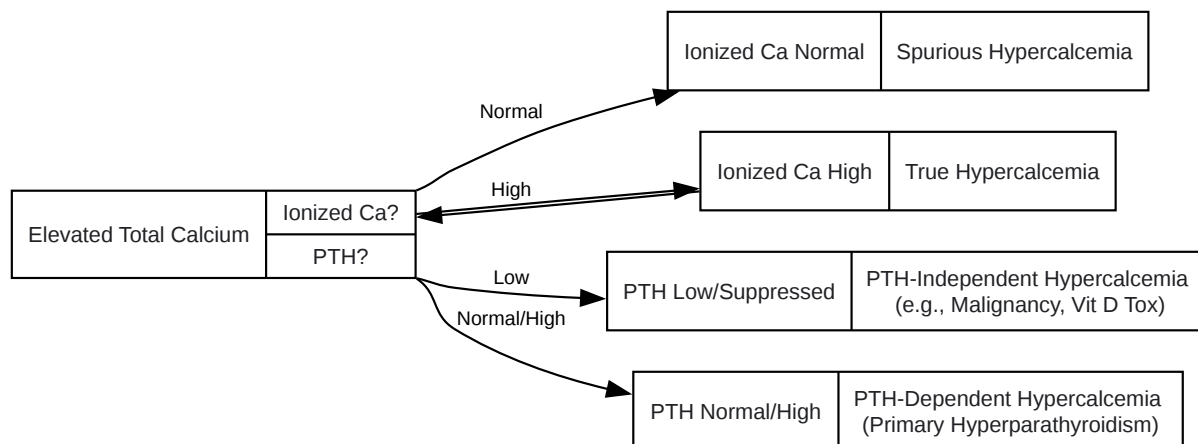 Ionized Ca Normal
Spurious Hypercalcemia
Normal
Ionized Ca High
True Hypercalcemia
High
Elevated Total Calcium
Ionized Ca?
PTH?
Low
PTH Low/Suppressed
PTH-Independent Hypercalcemia
(e.g., Malignancy, Vit D Tox)
Normal/High
PTH Normal/High
PTH-Dependent Hypercalcemia
(Primary Hyperparathyroidism)